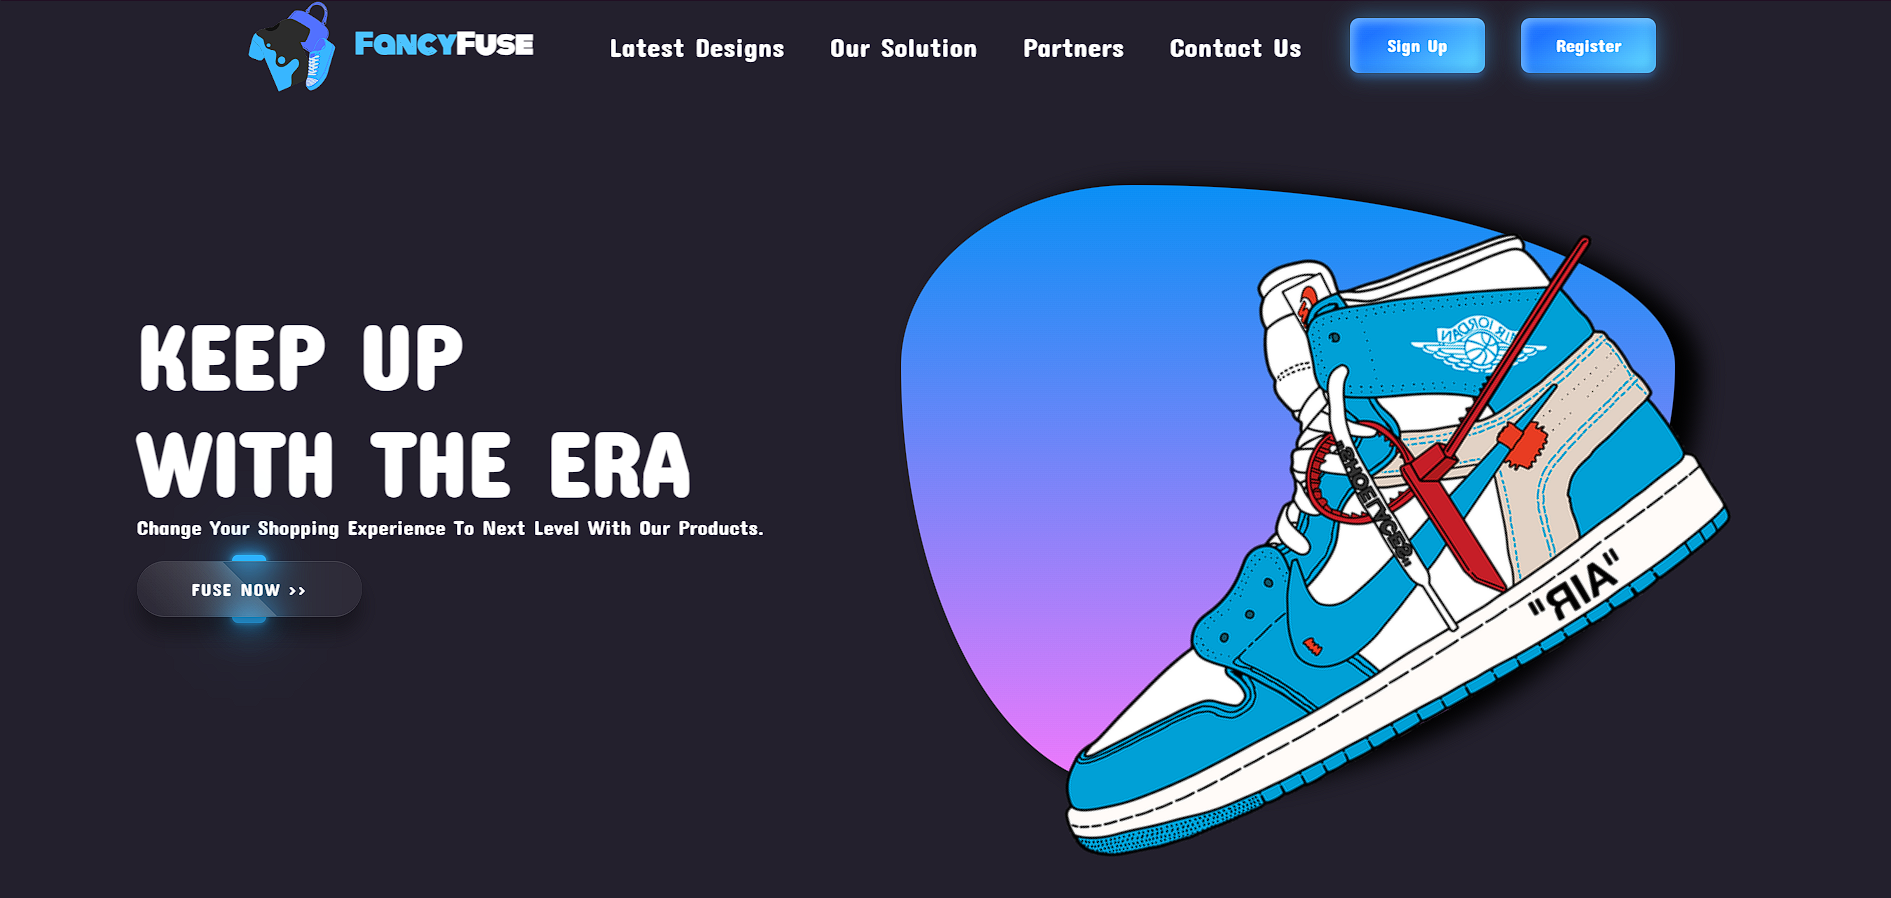 FANCYFUSE
Latest Designs
Our Solution
Partners
Contact Us
Sign Up
Register
KEEP UP
WITH THE ERA
Change Your Shopping Experience To Next Level With Our Products.
FUSE NOW >>
AIR JORDAN
"SHOELACES"
"AIR"